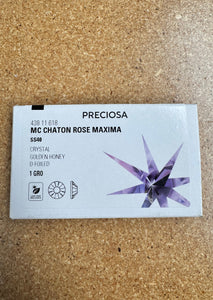 PRECIOSA
438 11 618
MC CHATON ROSE MAXIMA
SS40
CRYSTAL
GOLDEN HONEY
D FOILED
1 GRO